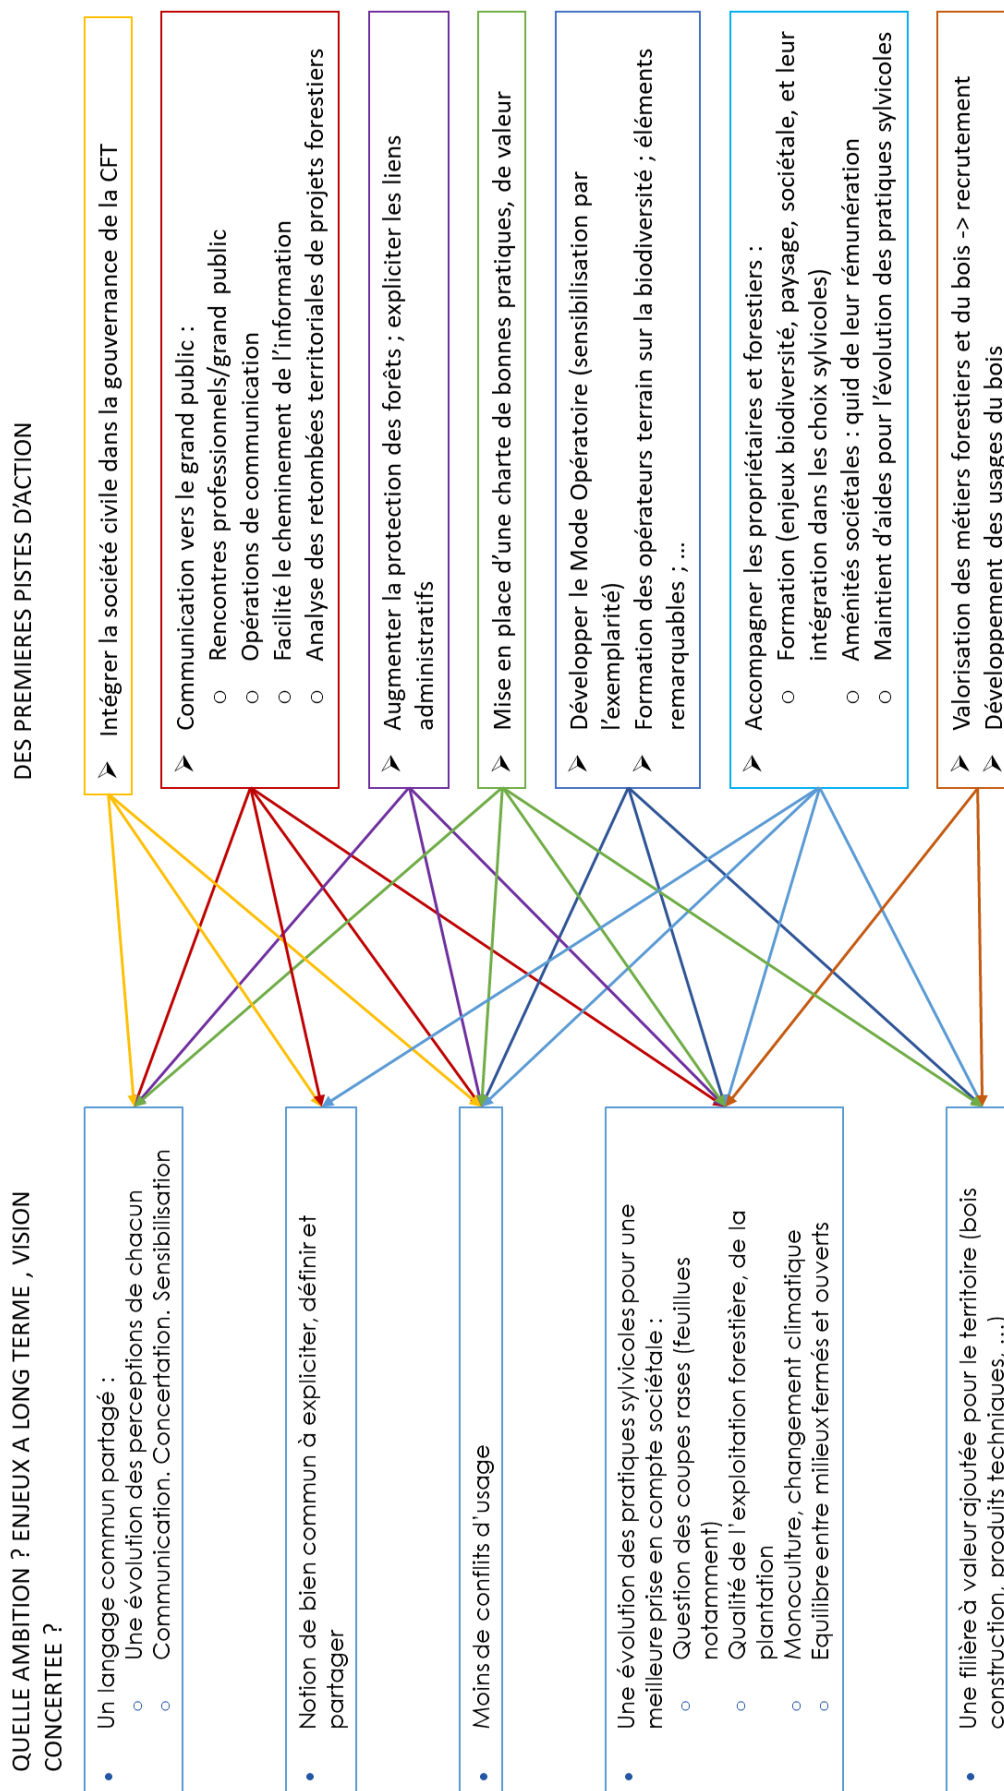 QUELLE AMBITION ? ENJEUX A LONG TERME , VISION
CONCERTEE ?
• Un langage commun partagé :
○ Une évolution des perceptions de chacun
○ Communication. Concertation. Sensibilisation
• Notion de bien commun à expliciter, définir et
partager
• Moins de conflits d'usage
• Une évolution des pratiques sylvicoles pour une
meilleure prise en compte sociétale :
○ Question des coupes rases (feuillues
notamment)
○ Qualité de l'exploitation forestière, de la
plantation
○ Monoculture, changement climatique
○ Equilibre entre milieux fermés et ouverts
• Une filière à valeur ajoutée pour le territoire (bois
construction, produits techniques, ...)
DES PREMIERES PISTES D'ACTION
➢ Intégrer la société civile dans la gouvernance de la CFT
➢ Communication vers le grand public :
○ Rencontres professionnels/grand public
○ Opérations de communication
○ Facilité le cheminement de l'information
○ Analyse des retombées territoriales de projets forestiers
➢ Augmenter la protection des forêts ; expliciter les liens
administratifs
➢ Mise en place d'une charte de bonnes pratiques, de valeur
➢ Développer le Mode Opératoire (sensibilisation par
l'exemplarité)
➢ Formation des opérateurs terrain sur la biodiversité ; éléments
remarquables ; ...
➢ Accompagner les propriétaires et forestiers :
○ Formation (enjeux biodiversité, paysage, sociétale, et leur
intégration dans les choix sylvicoles)
○ Aménités sociétales : quid de leur rémunération
○ Maintient d'aides pour l'évolution des pratiques sylvicoles
➢ Valorisation des métiers forestiers et du bois -> recrutement
➢ Développement des usages du bois